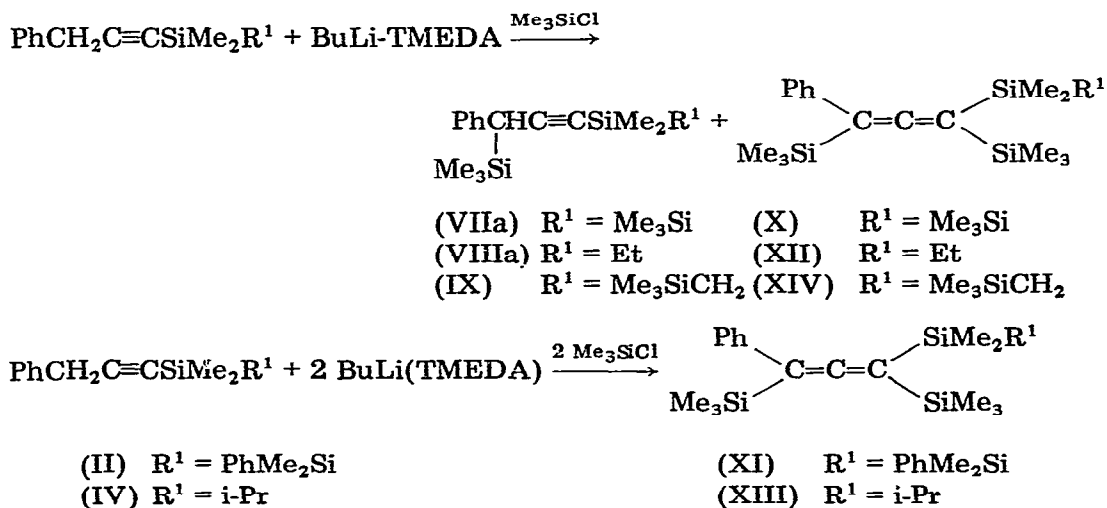 PhCH₂C≡CSiMe₂R¹ + BuLi-TMEDA —Me₃SiCl→
PhCHC≡CSiMe₂R¹ +
Me₃Si
Ph SiMe₂R¹
C=C=C
Me₃Si SiMe₃
(VIIa) R¹ = Me₃Si (X) R¹ = Me₃Si
(VIIIa) R¹ = Et (XII) R¹ = Et
(IX) R¹ = Me₃SiCH₂ (XIV) R¹ = Me₃SiCH₂
PhCH₂C≡CSiMe₂R¹ + 2 BuLi(TMEDA) —2 Me₃SiCl→
Ph SiMe₂R¹
C=C=C
Me₃Si SiMe₃
(II) R¹ = PhMe₂Si (XI) R¹ = PhMe₂Si
(IV) R¹ = i-Pr (XIII) R¹ = i-Pr